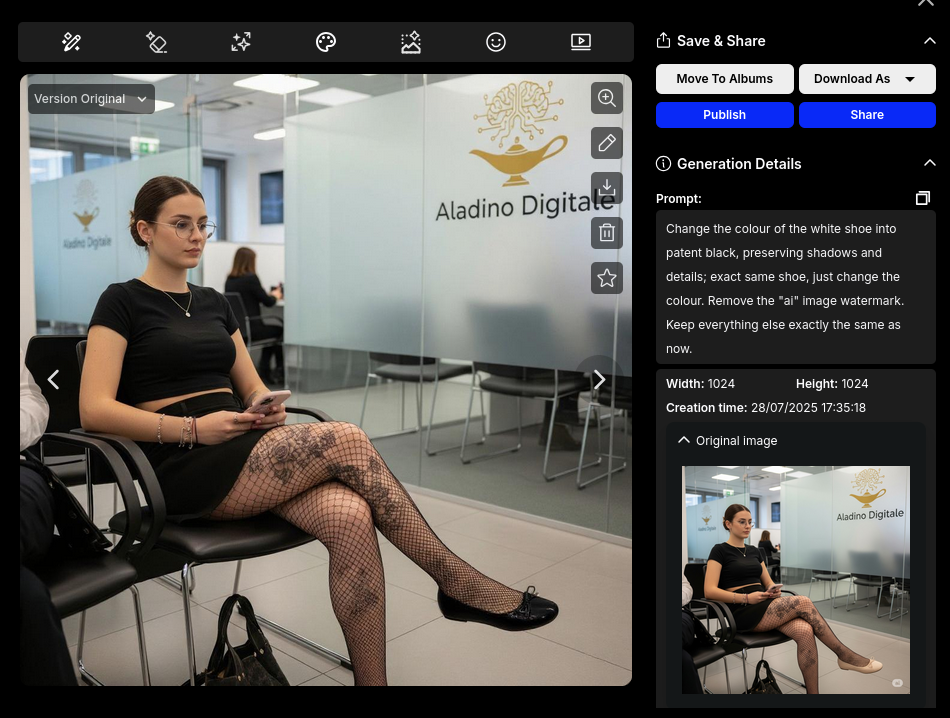 Save & Share
Version Original
Move To Albums
Download As
Publish
Share
Aladino Digitale
Aladino Digitale
Generation Details
Prompt:
Change the colour of the white shoe into
patent black, preserving shadows and
details; exact same shoe, just change the
colour. Remove the "ai" image watermark.
Keep everything else exactly the same as
now.
Width: 1024
Height: 1024
Creation time: 28/07/2025 17:35:18
Original image
Aladino Digitale